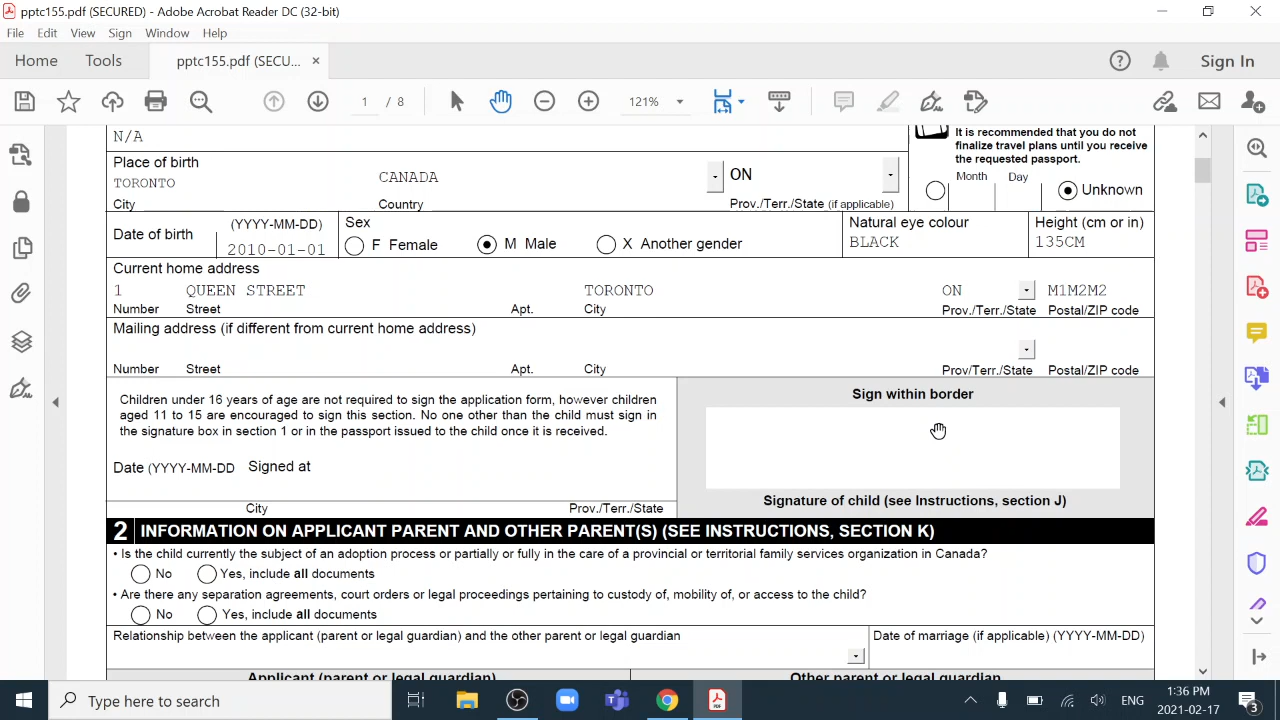 pptc155.pdf (SECURED) - Adobe Acrobat Reader DC (32-bit)
File Edit View Sign Window Help
Home Tools pptc155.pdf (SECU... × Sign In
1 / 8 121%
N/A
It is recommended that you do not
finalize travel plans until you receive
the requested passport.
Month Day
Unknown
Place of birth
TORONTO CANADA ON
City Country Prov./Terr./State (if applicable)
Date of birth (YYYY-MM-DD)
2010-01-01
Sex
F Female M Male X Another gender
Natural eye colour
BLACK
Height (cm or in)
135CM
Current home address
1 QUEEN STREET TORONTO ON M1M2M2
Number Street Apt. City Prov./Terr./State Postal/ZIP code
Mailing address (if different from current home address)
Number Street Apt. City Prov/Terr./State Postal/ZIP code
Children under 16 years of age are not required to sign the application form, however children
aged 11 to 15 are encouraged to sign this section. No one other than the child must sign in
the signature box in section 1 or in the passport issued to the child once it is received.
Date (YYYY-MM-DD Signed at
City Prov./Terr./State
Sign within border
Signature of child (see Instructions, section J)
2 INFORMATION ON APPLICANT PARENT AND OTHER PARENT(S) (SEE INSTRUCTIONS, SECTION K)
• Is the child currently the subject of an adoption process or partially or fully in the care of a provincial or territorial family services organization in Canada?
No Yes, include all documents
• Are there any separation agreements, court orders or legal proceedings pertaining to custody of, mobility of, or access to the child?
No Yes, include all documents
Relationship between the applicant (parent or legal guardian) and the other parent or legal guardian
Date of marriage (if applicable) (YYYY-MM-DD)
Applicant (parent or legal guardian) Other parent or legal guardian
Type here to search
ENG
1:36 PM
2021-02-17
3